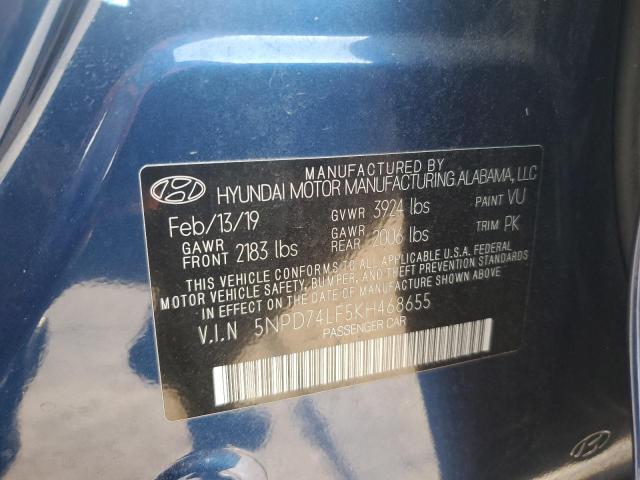 MANUFACTURED BY
HYUNDAI MOTOR MANUFACTURING ALABAMA, LLC
Feb/13/19 GVWR 3924 lbs PAINT VU
GAWR FRONT 2183 lbs GAWR REAR 2006 lbs TRIM PK
THIS VEHICLE CONFORMS TO ALL APPLICABLE U.S.A. FEDERAL
MOTOR VEHICLE SAFETY, BUMPER, AND THEFT PREVENTION STANDARDS
IN EFFECT ON THE DATE OF MANUFACTURE SHOWN ABOVE.
V.I.N 5NPD74LF5KH468655
PASSENGER CAR